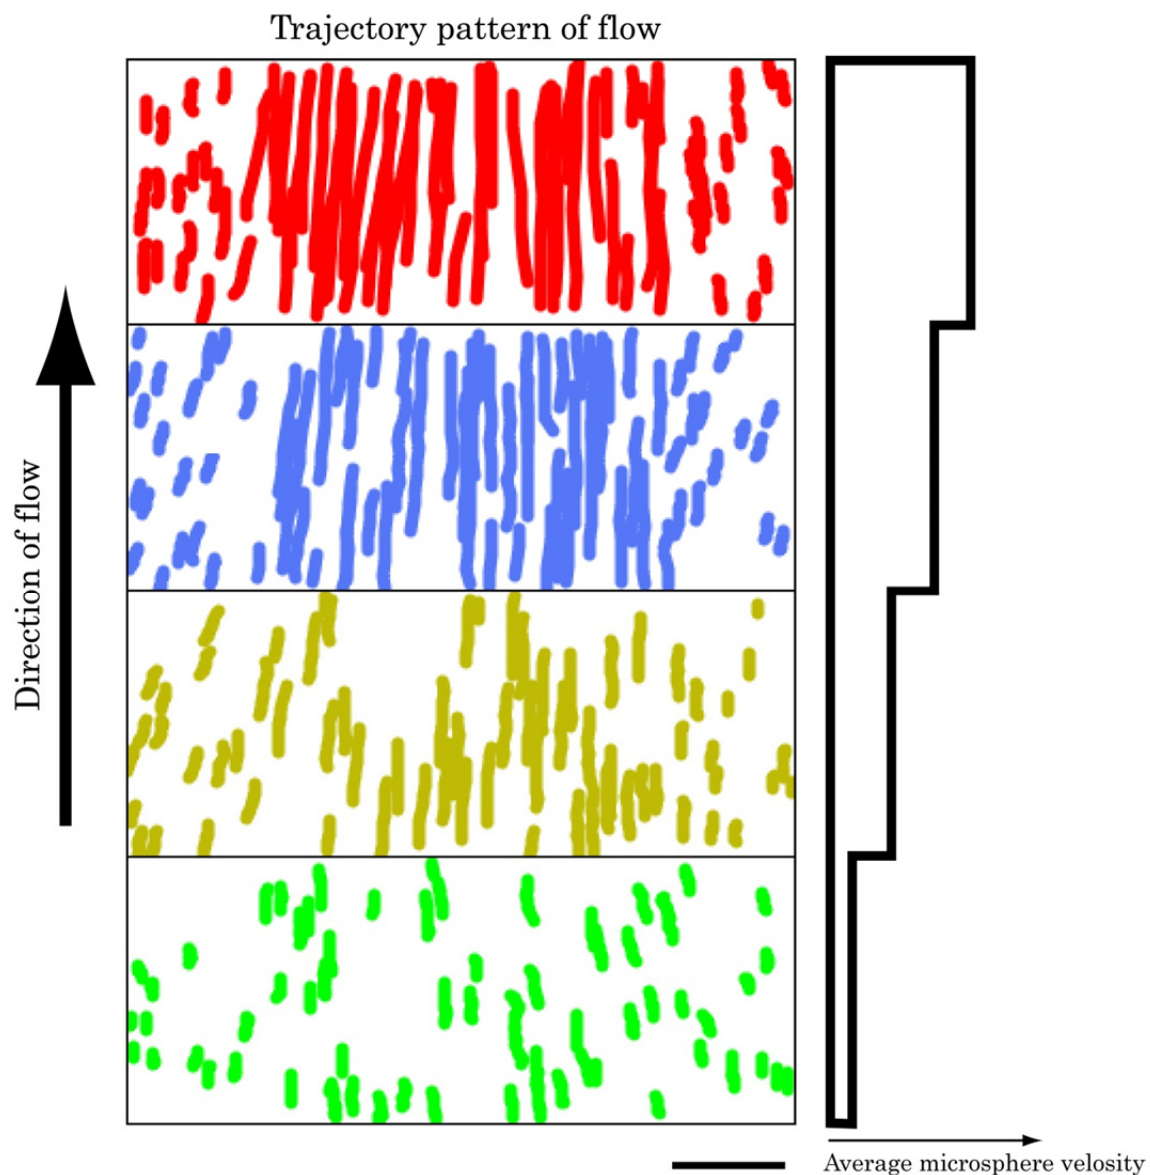 Trajectory pattern of flow
Direction of flow
Average microsphere velosity